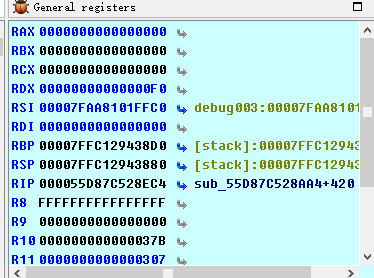 General registers
RAX 0000000000000000
RBX 0000000000000000
RCX 0000000000000000
RDX 00000000000000F0
RSI 00007FAA8101FFC0 debug003:00007FAA8101
RDI 0000000000000000
RBP 00007FFC129438D0 [stack]:00007FFC12943
RSP 00007FFC12943880 [stack]:00007FFC12943
RIP 000055D87C528EC4 sub_55D87C528AA4+420
R8 FFFFFFFFFFFFFFFF
R9 0000000000000000
R10 000000000000037B
R11 0000000000000307